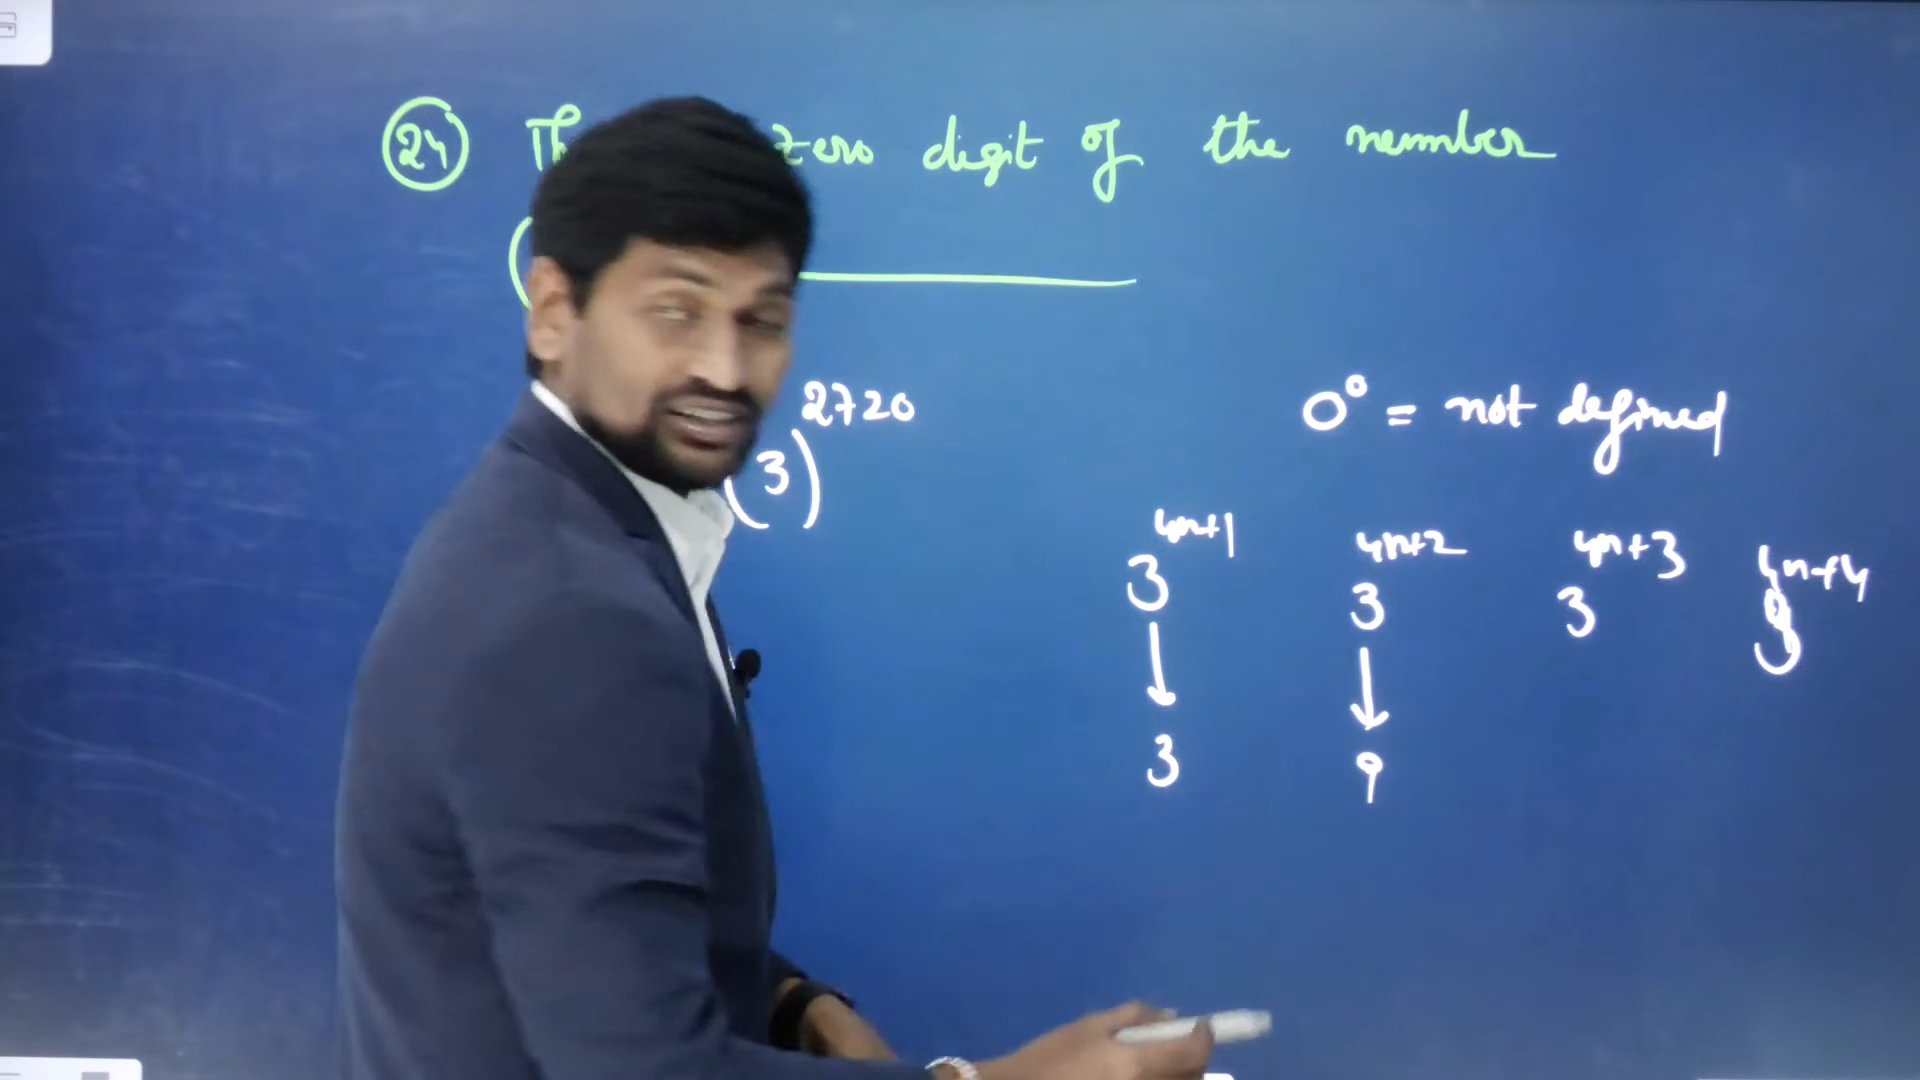 24 zero digit of the number
(
(3)^2720
0^0 = not defined
3^4n+1 3^4n+2 3^4n+3 3^4n+4
3 9